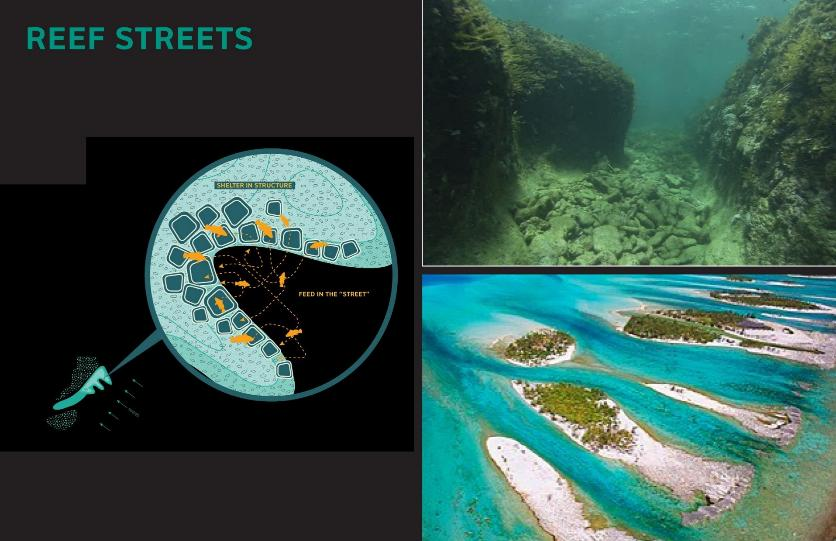 REEF STREETS
SHELTER IN STRUCTURE
FEED IN THE "STREET"